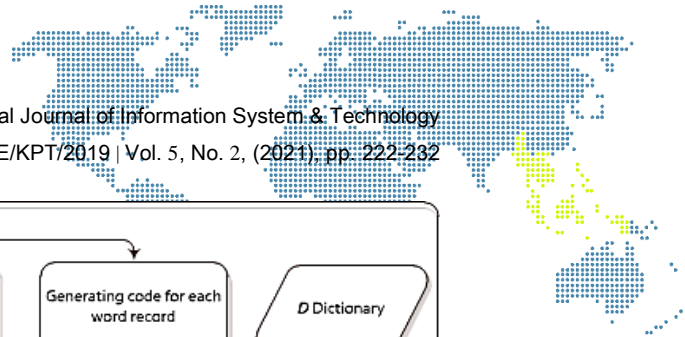 al Journal of Information System & Technology
E/KPT/2019 | Vol. 5, No. 2, (2021), pp. 222-232
Generating code for each
word record
D Dictionary